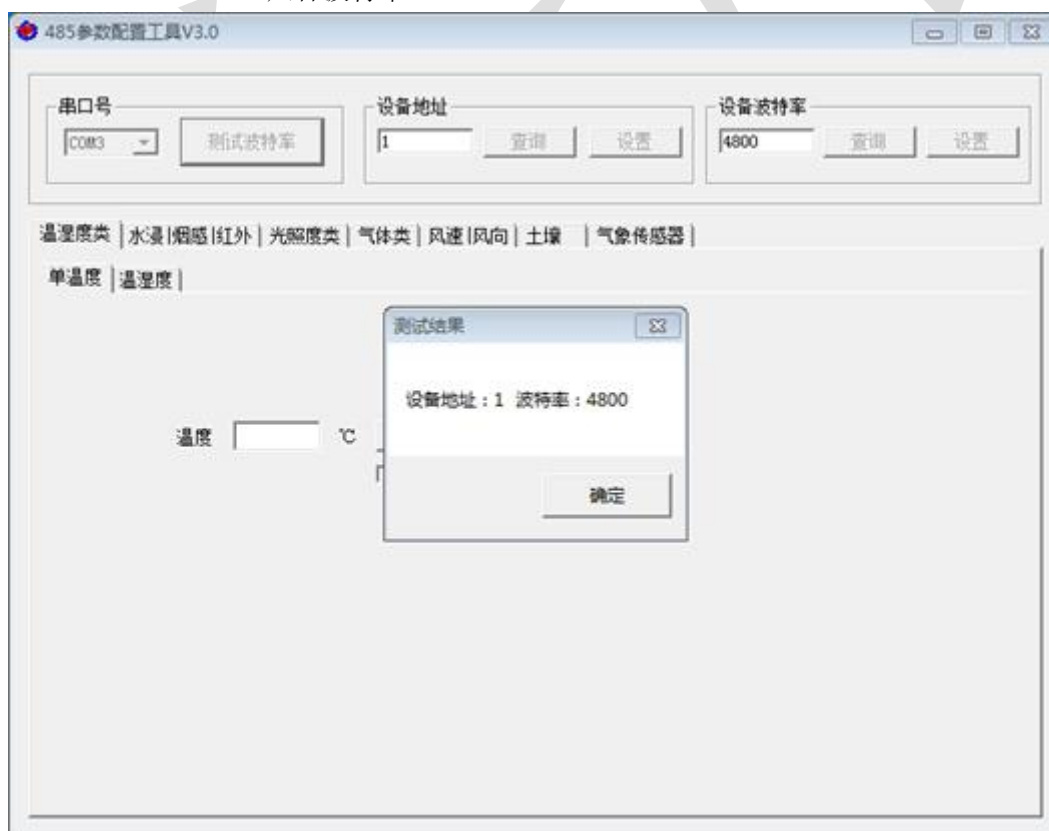 485参数配置工具V3.0
串口号 设备地址 设备波特率
COM3 测试波特率 1 查询 设置 4800 查询 设置
温湿度类 水浸|烟感|红外 光照度类 气体类 风速|风向 土壤 气象传感器
单温度 温湿度
测试结果
设备地址：1 波特率：4800
温度 ℃
确定